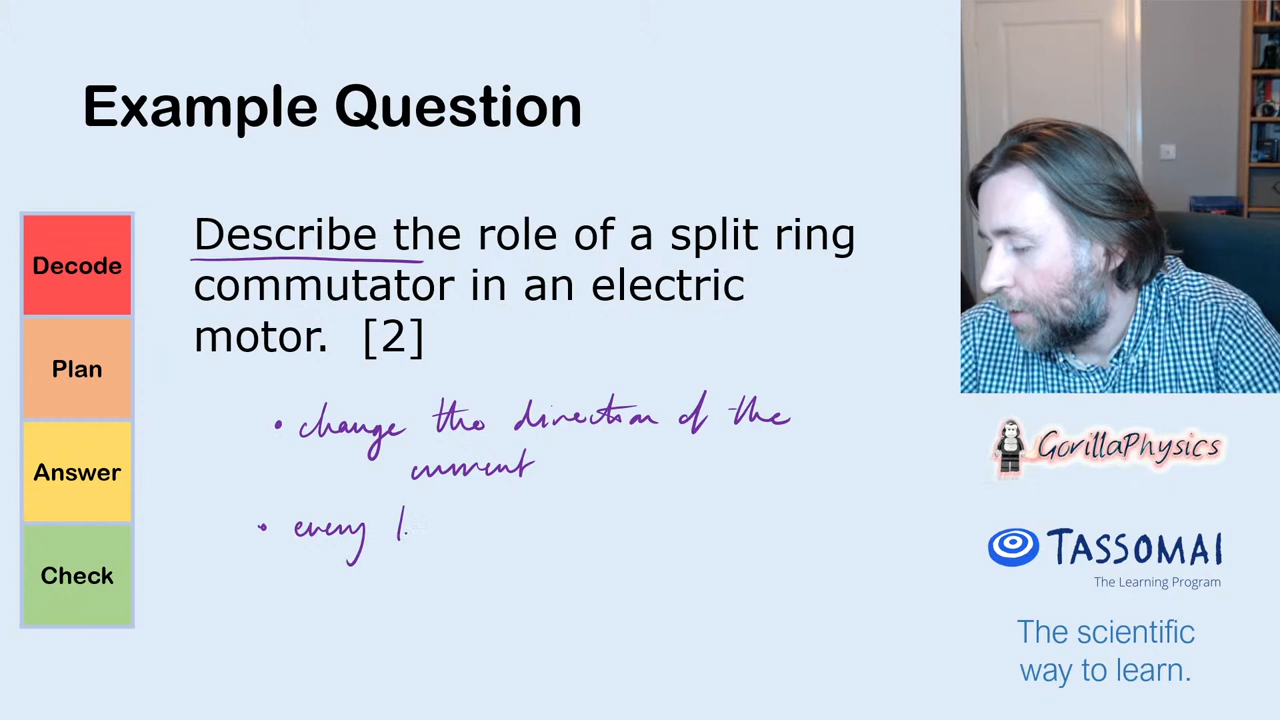 Example Question
Decode
Plan
Answer
Check
Describe the role of a split ring
commutator in an electric
motor. [2]
• change the direction of the
current
• every
GorillaPhysics
TASSOMAI
The Learning Program
The scientific
way to learn.